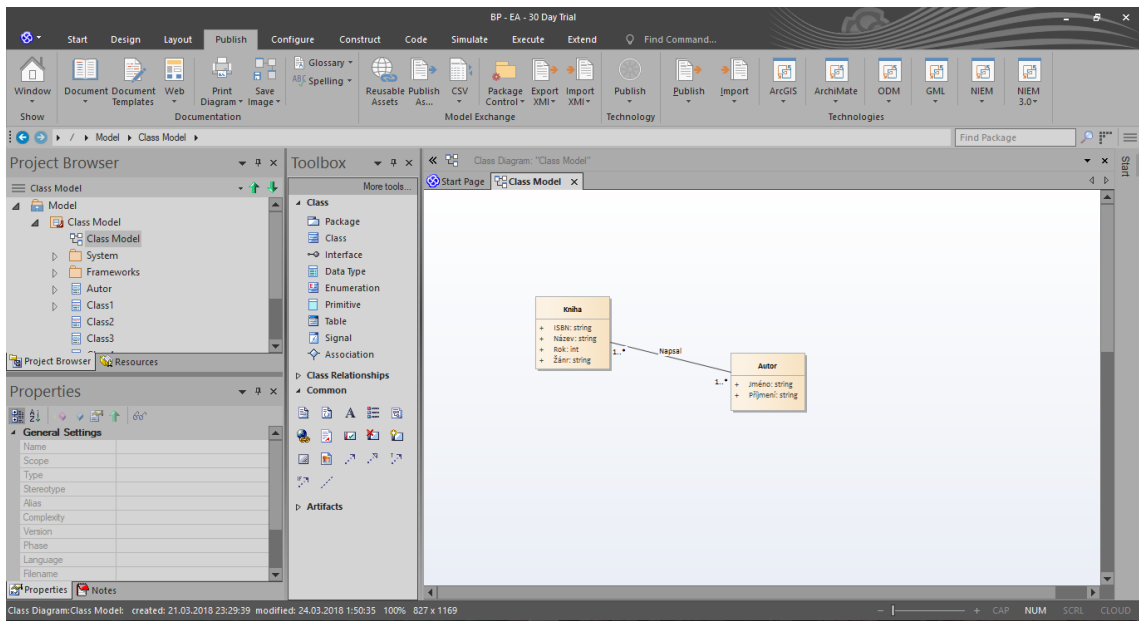 BP - EA - 30 Day Trial
Start Design Layout Publish Configure Construct Code Simulate Execute Extend Find Command...
Window
Show
Document Document Templates Web Print Diagram Save Image
Documentation
Glossary
ABC Spelling
Reusable Assets Publish As... CSV Package Control Export XMI Import XMI
Model Exchange
Publish
Technology
Publish Import ArcGIS ArchiMate ODM GML NIEM NIEM 3.0
Technologies
/ Model Class Model
Find Package
Project Browser
Class Model
Model
Class Model
Class Model
System
Frameworks
Autor
Class1
Class2
Class3
Project Browser Resources
Properties
General Settings
Name
Scope
Type
Stereotype
Alias
Complexity
Version
Phase
Language
Filename
Properties Notes
Toolbox
More tools...
Class
Package
Class
Interface
Data Type
Enumeration
Primitive
Table
Signal
Association
Class Relationships
Common
Artifacts
Class Diagram: "Class Model"
Start Page Class Model
Start
Kniha
+ ISBN: string
+ Název: string
+ Rok: int
+ Žánr: string
1..*
Napsal
1..*
Autor
+ Jméno: string
+ Příjmení: string
Class Diagram:Class Model: created: 21.03.2018 23:29:39 modified: 24.03.2018 1:50:35 100% 827 x 1169
CAP NUM SCRL CLOUD